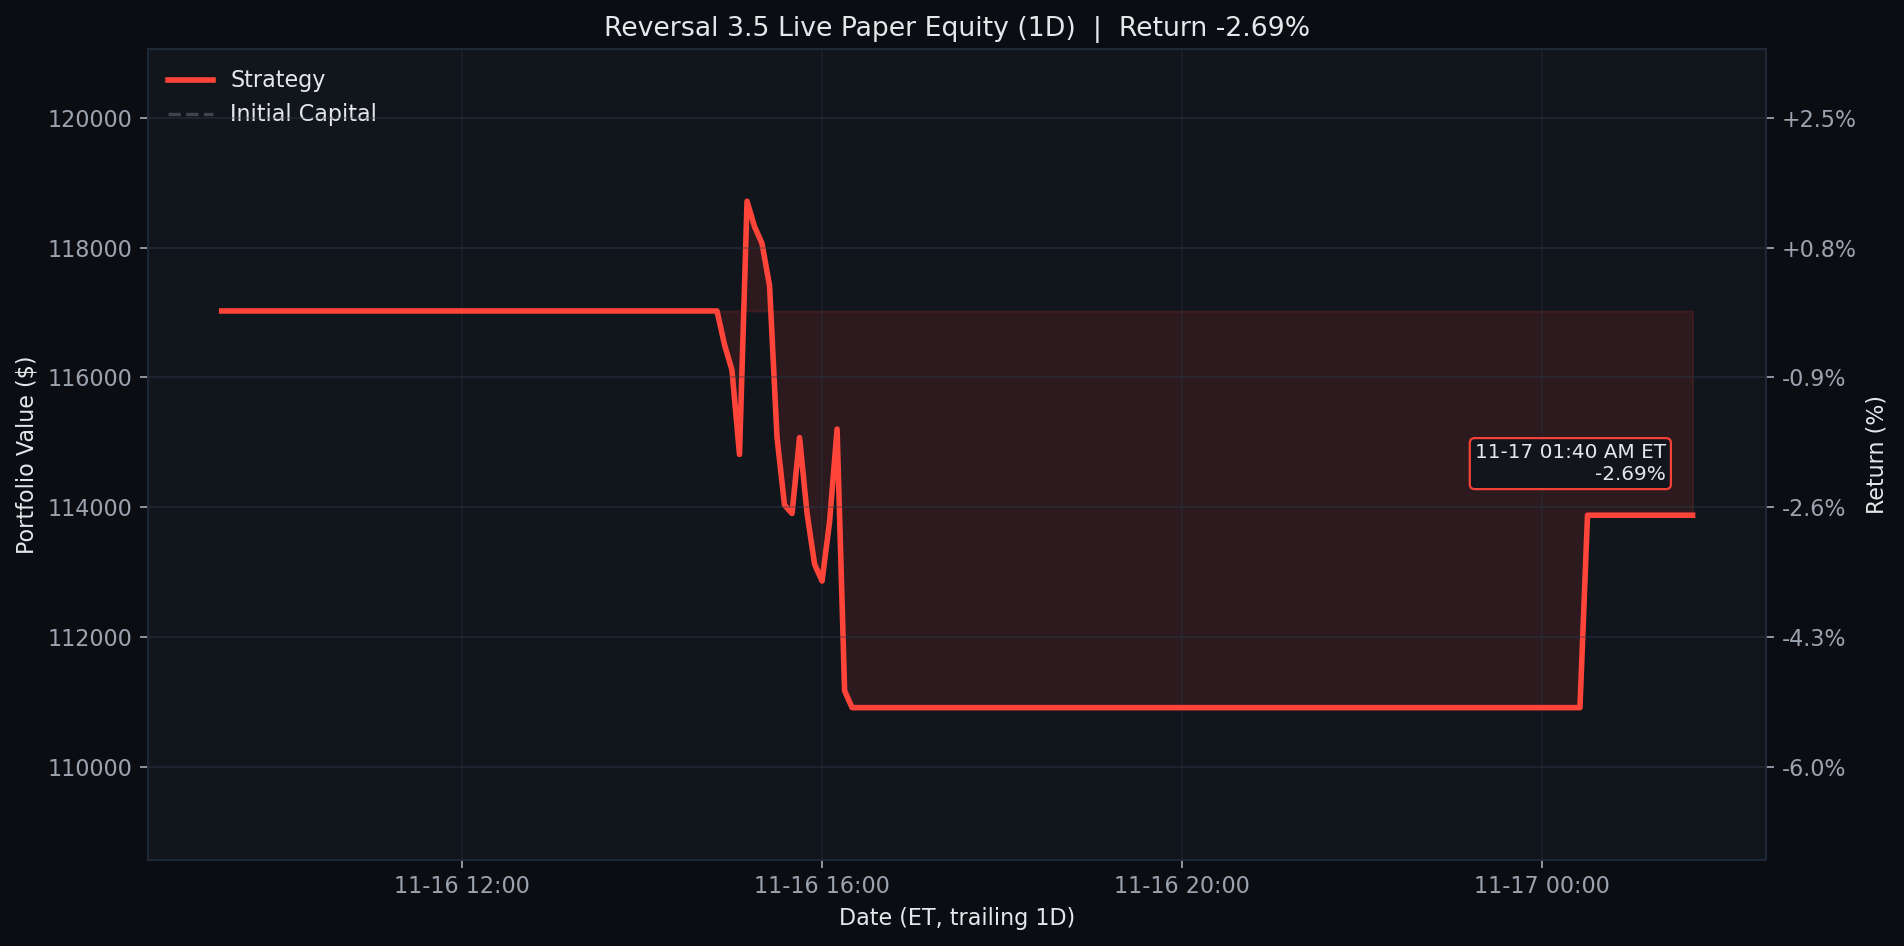 Reversal 3.5 Live Paper Equity (1D) | Return -2.69%
Strategy
Initial Capital
120000
118000
116000
114000
112000
110000
Portfolio Value ($)
+2.5%
+0.8%
-0.9%
-2.6%
-4.3%
-6.0%
Return (%)
11-17 01:40 AM ET
-2.69%
11-16 12:00
11-16 16:00
11-16 20:00
11-17 00:00
Date (ET, trailing 1D)